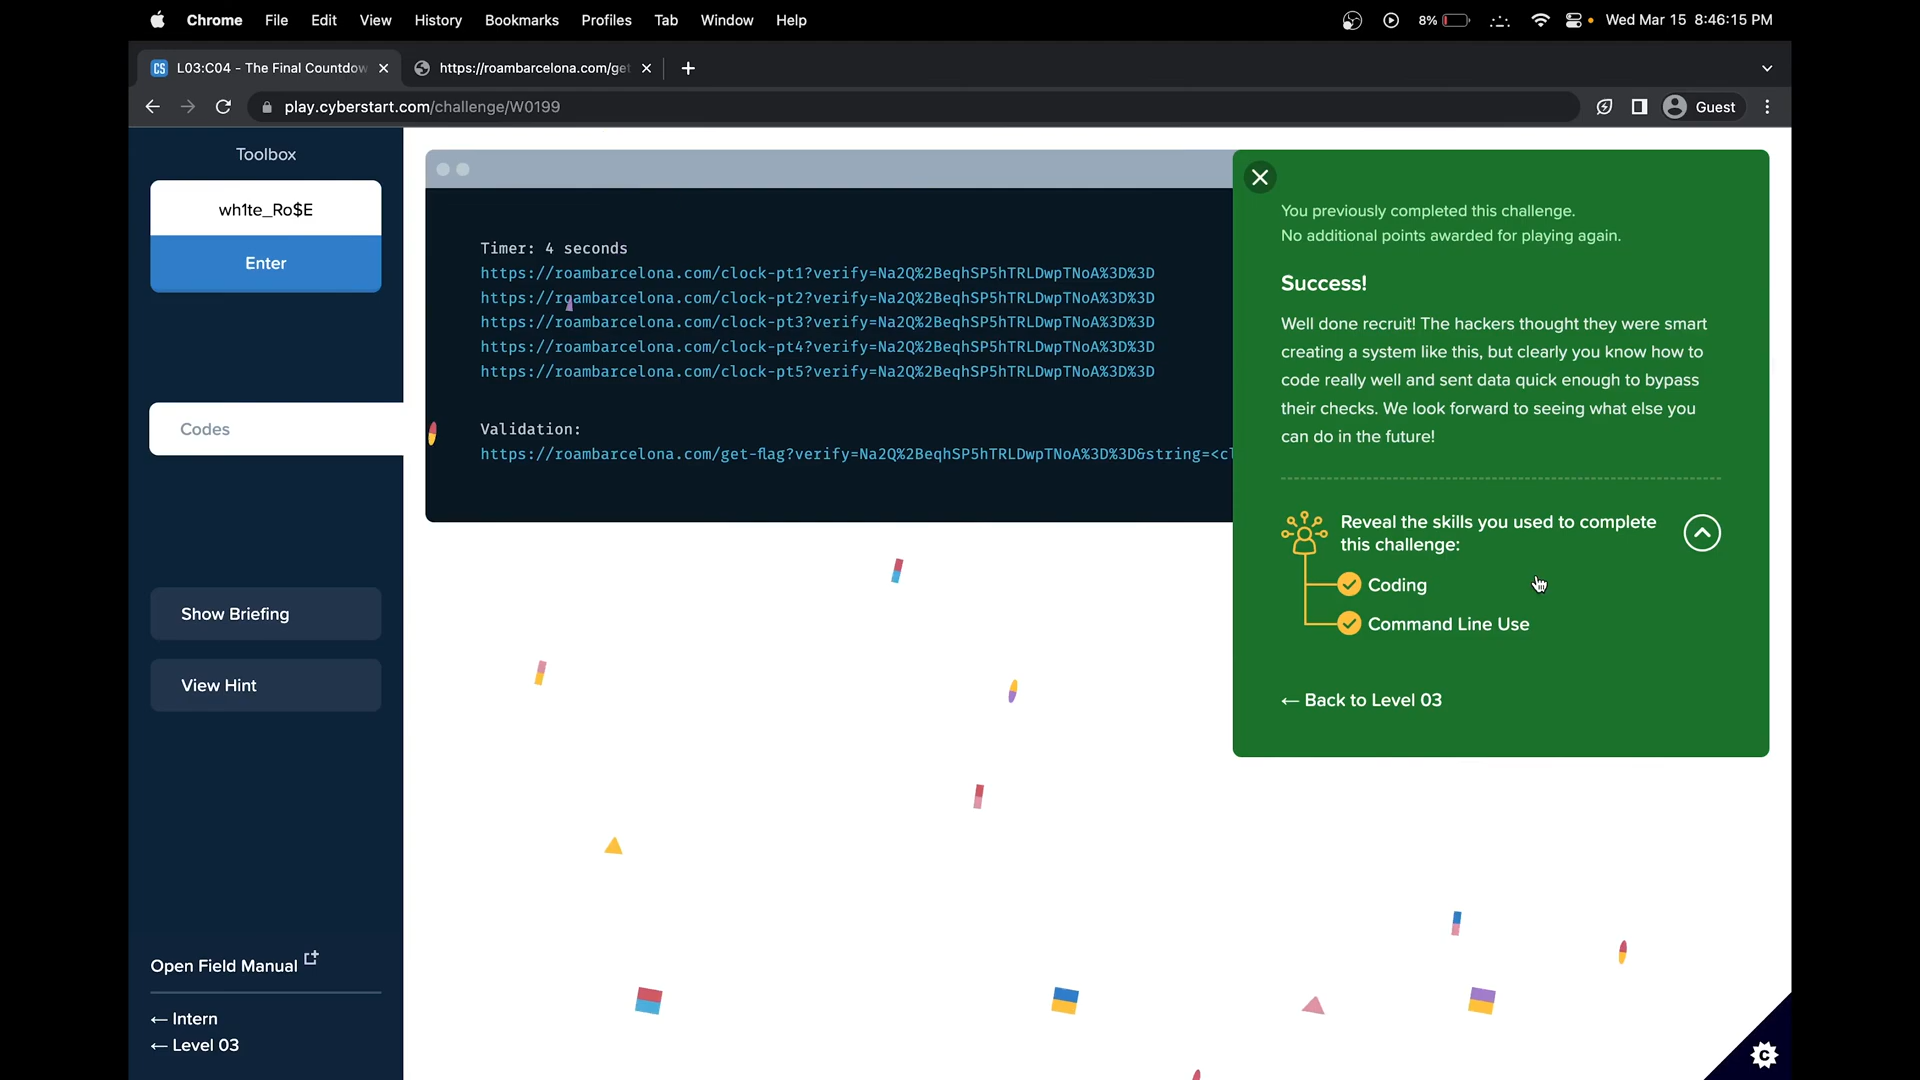 Chrome File Edit View History Bookmarks Profiles Tab Window Help 8% Wed Mar 15 8:46:15 PM
CS L03:C04 - The Final Countdow https://roambarcelona.com/get
play.cyberstart.com/challenge/W0199 Guest
Toolbox
wh1te_Ro$E
Enter
Codes
Show Briefing
View Hint
Open Field Manual
← Intern
← Level 03
Timer: 4 seconds
https://roambarcelona.com/clock-pt1?verify=Na2Q%2BeqhSP5hTRLDwpTNoA%3D%3D
https://roambarcelona.com/clock-pt2?verify=Na2Q%2BeqhSP5hTRLDwpTNoA%3D%3D
https://roambarcelona.com/clock-pt3?verify=Na2Q%2BeqhSP5hTRLDwpTNoA%3D%3D
https://roambarcelona.com/clock-pt4?verify=Na2Q%2BeqhSP5hTRLDwpTNoA%3D%3D
https://roambarcelona.com/clock-pt5?verify=Na2Q%2BeqhSP5hTRLDwpTNoA%3D%3D
Validation:
https://roambarcelona.com/get-flag?verify=Na2Q%2BeqhSP5hTRLDwpTNoA%3D%3D&string=<cl
You previously completed this challenge.
No additional points awarded for playing again.
Success!
Well done recruit! The hackers thought they were smart
creating a system like this, but clearly you know how to
code really well and sent data quick enough to bypass
their checks. We look forward to seeing what else you
can do in the future!
Reveal the skills you used to complete
this challenge:
Coding
Command Line Use
← Back to Level 03
C